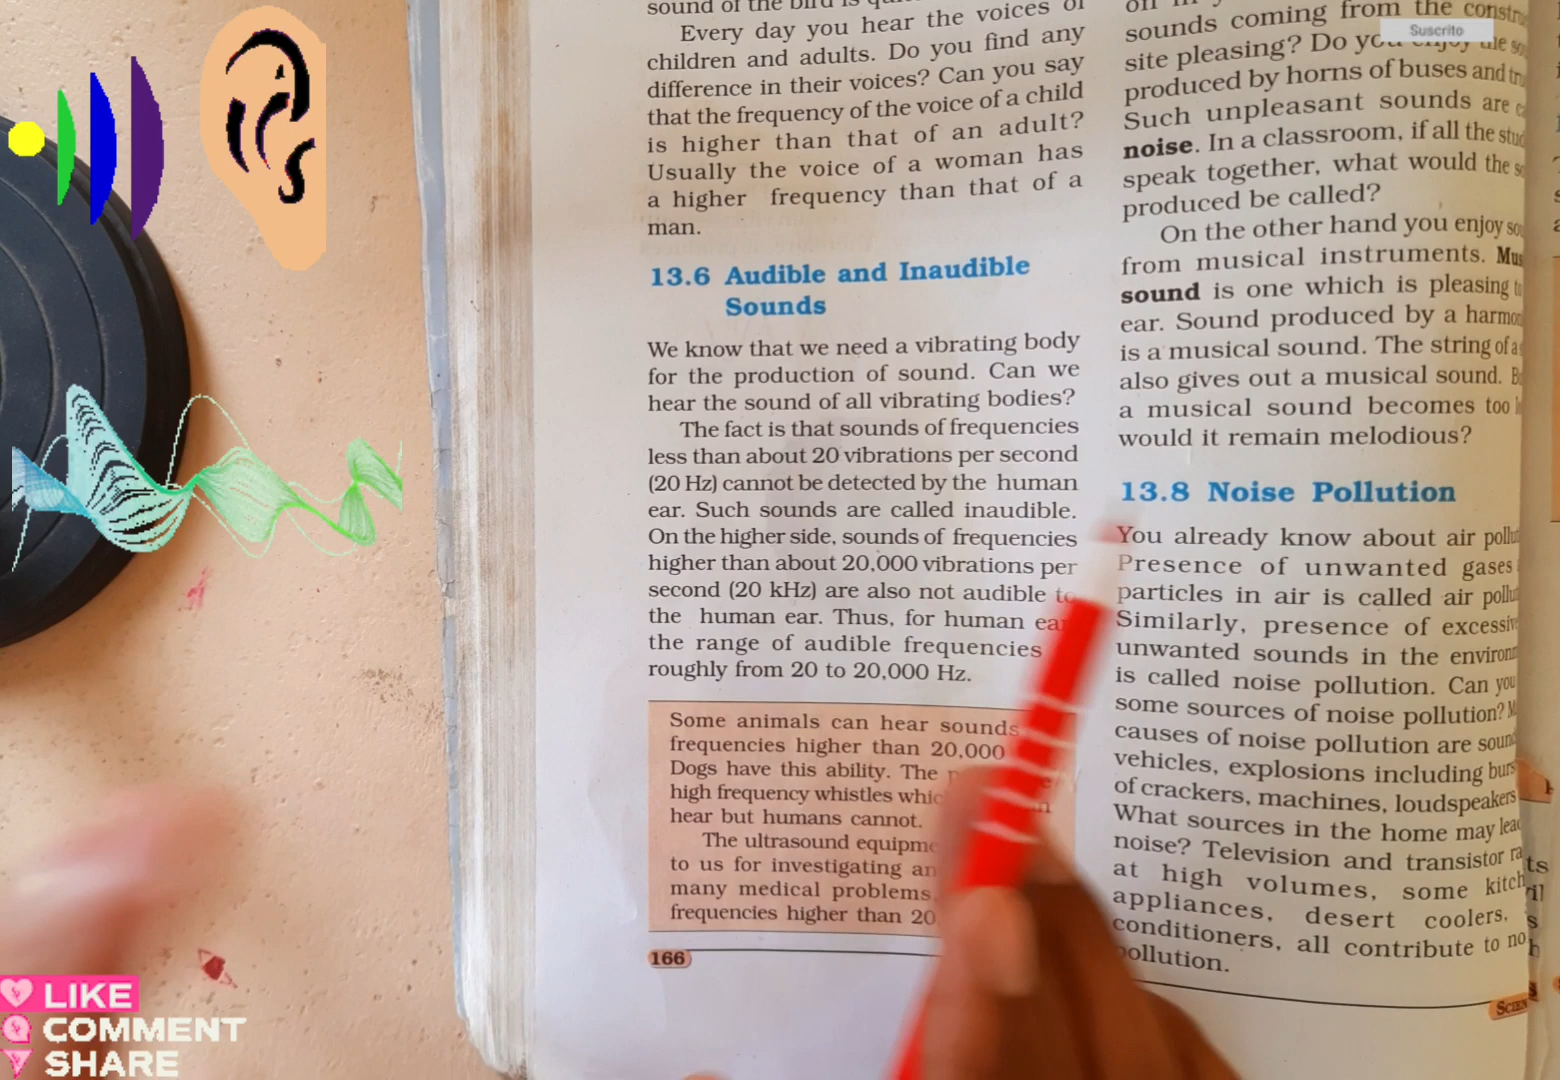 sound of the bird is
Every day you hear the voices of
children and adults. Do you find any
difference in their voices? Can you say
that the frequency of the voice of a child
is higher than that of an adult?
Usually the voice of a woman has
a higher frequency than that of a
man.
13.6 Audible and Inaudible
Sounds
We know that we need a vibrating body
for the production of sound. Can we
hear the sound of all vibrating bodies?
The fact is that sounds of frequencies
less than about 20 vibrations per second
(20 Hz) cannot be detected by the human
ear. Such sounds are called inaudible.
On the higher side, sounds of frequencies
higher than about 20,000 vibrations per
second (20 kHz) are also not audible to
the human ear. Thus, for human
the range of audible frequencies
roughly from 20 to 20,000 Hz.
Some animals can hear sounds
frequencies higher than 20,000
Dogs have this ability. The
high frequency whistles
hear but humans cannot.
The ultrasound
to us for investigating
many medical problems,
frequencies higher than
166
sounds coming from the
site pleasing? Do you enjoy the
produced by horns of buses and
Such unpleasant sounds are
noise. In a classroom, if all the
speak together, what would the
produced be called?
On the other hand you enjoy
from musical instruments.
sound is one which is pleasing
ear. Sound produced by a
is a musical sound. The string of a
also gives out a musical sound.
a musical sound becomes too
would it remain melodious?
13.8 Noise Pollution
You already know about air
Presence of unwanted gases
particles in air is called air
Similarly, presence of
unwanted sounds in the
is called noise pollution. Can you
some sources of noise pollution?
causes of noise pollution are
vehicles, explosions including
of crackers, machines, loudspeakers
What sources in the home may
noise? Television and transistor
at high volumes, some
appliances, desert coolers,
conditioners, all contribute to
pollution.
Suscrito
LIKE
COMMENT
SHARE